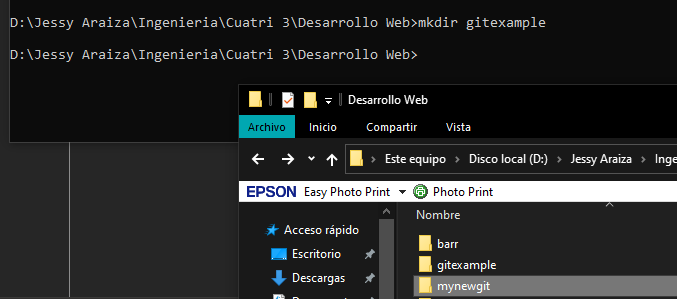 D:\Jessy Araiza\Ingenieria\Cuatri 3\Desarrollo Web>mkdir gitexample
D:\Jessy Araiza\Ingenieria\Cuatri 3\Desarrollo Web>
Desarrollo Web
Archivo Inicio Compartir Vista
Este equipo > Disco local (D:) > Jessy Araiza > Inge
EPSON Easy Photo Print Photo Print
Nombre
Acceso rápido
barr
Escritorio
gitexample
Descargas
mynewgit